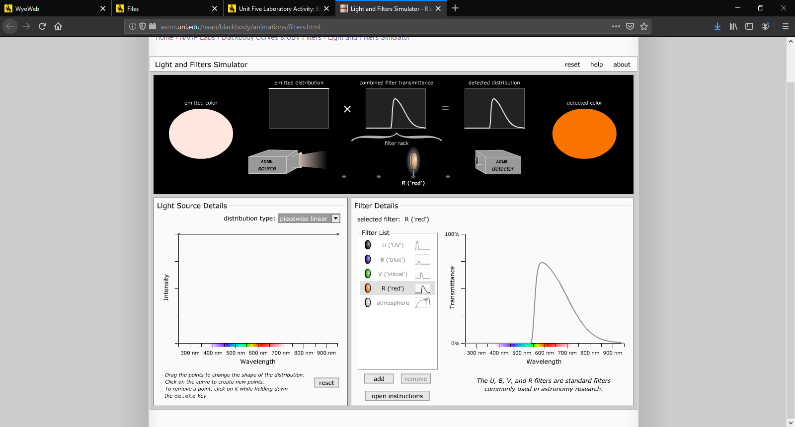 WyoWeb
Files
Unit Five Laboratory Activity: B
Light and Filters Simulator - B
astro.unl.edu/naap/blackbody/animations/filters.html
Home › NAAP Labs › Blackbody Curves & UBV Filters › Light and Filters Simulator
Light and Filters Simulator
reset help about
emitted distribution combined filter transmittance detected distribution
emitted color detected color
× =
filter rack
ACME source
ACME detector
R ('red')
Light Source Details
distribution type: piecewise linear
Intensity
300 nm 400 nm 500 nm 600 nm 700 nm 800 nm 900 nm
Wavelength
- Drag the points to change the shape of the distribution.
- Click on the curve to create new points.
- To remove a point, click on it while holding down
the delete key.
reset
Filter Details
selected filter: R ('red')
Filter List
U ('UV')
B ('blue')
V ('visual')
R ('red')
atmosphere
add remove
open instructions
100%
Transmittance
0%
300 nm 400 nm 500 nm 600 nm 700 nm 800 nm 900 nm
Wavelength
The U, B, V, and R filters are standard filters
commonly used in astronomy research.